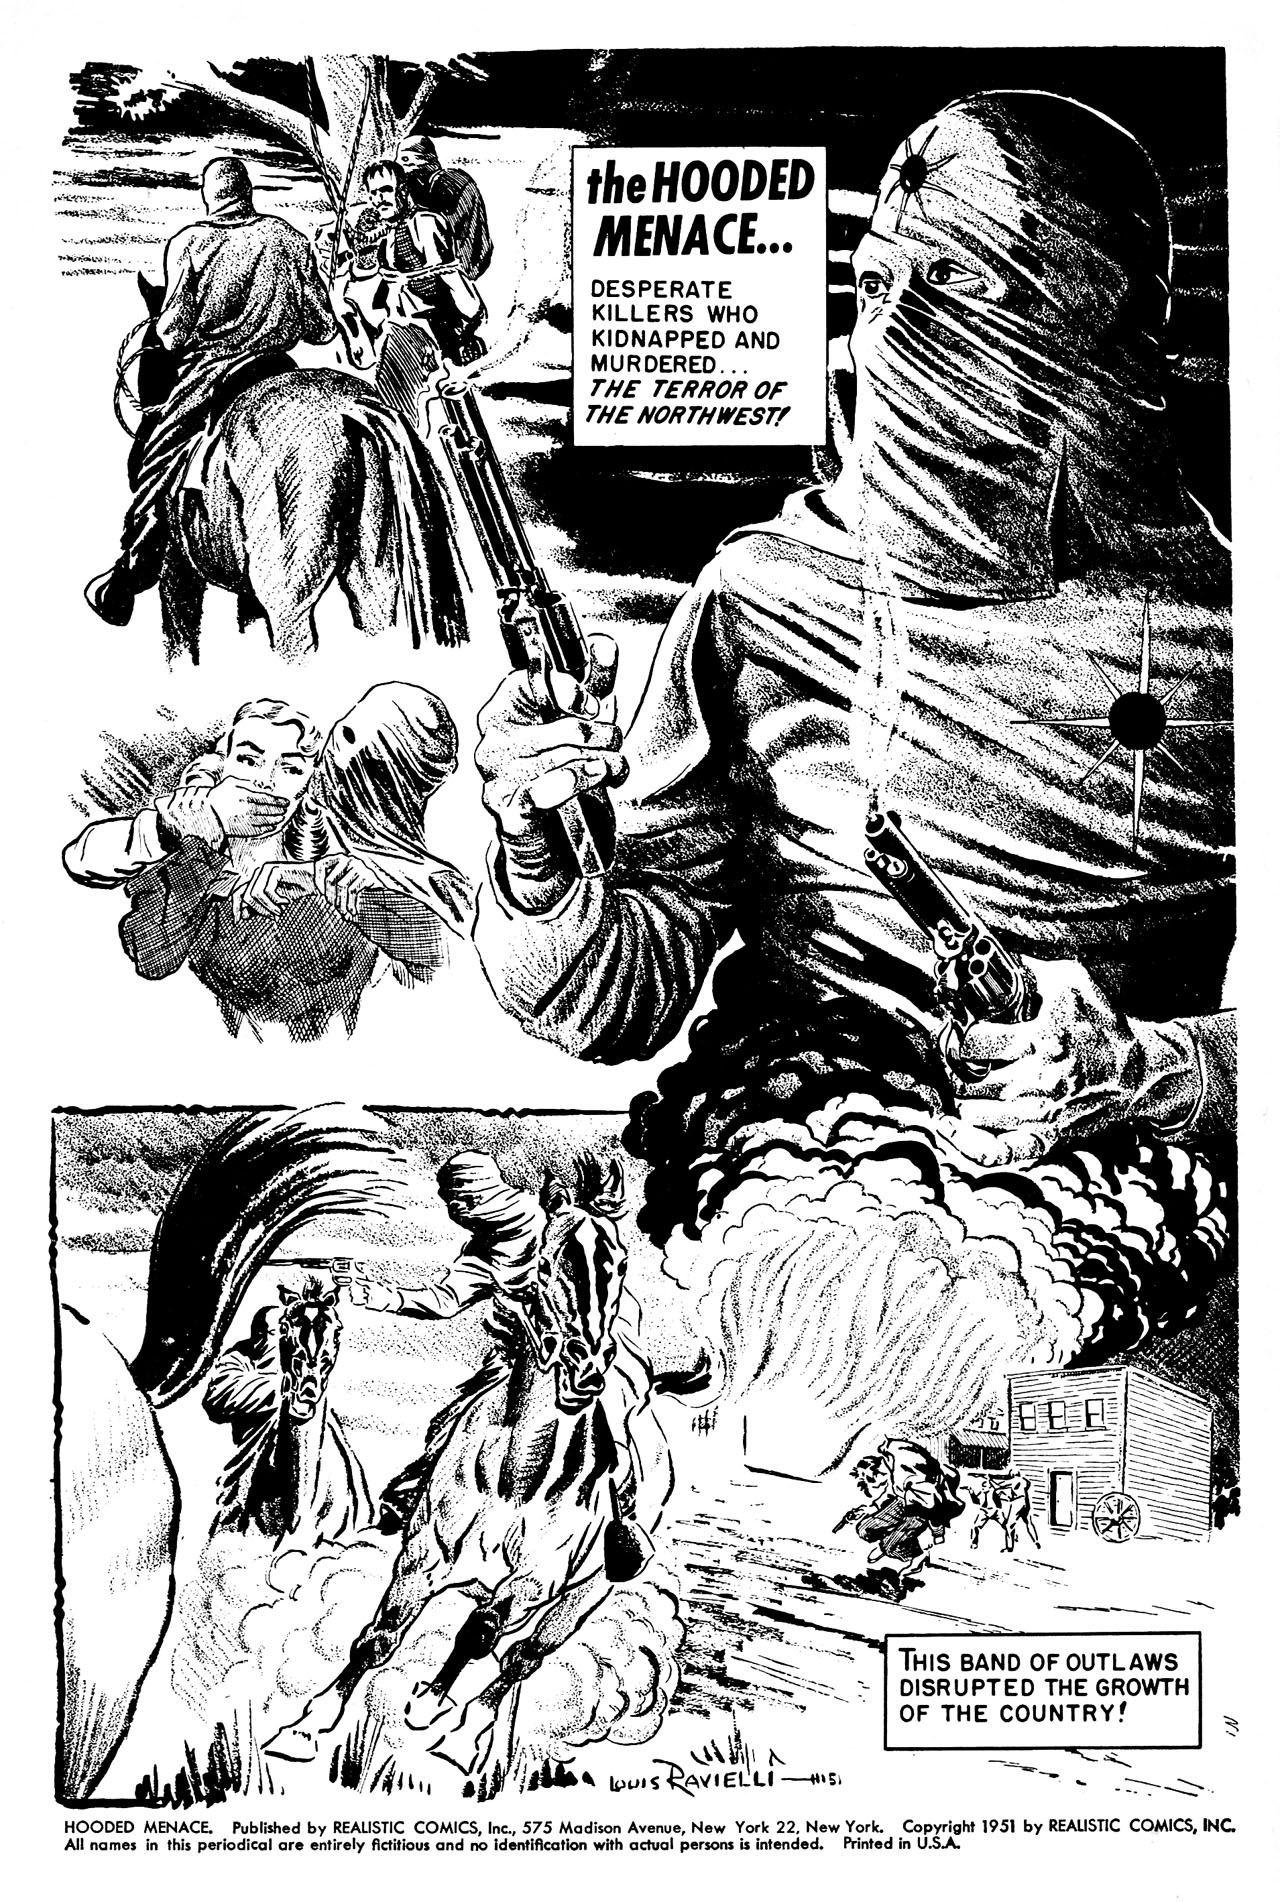 the HOODED
MENACE...
DESPERATE
KILLERS WHO
KIDNAPPED AND
MURDERED...
THE TERROR OF
THE NORTHWEST!
THIS BAND OF OUTLAWS
DISRUPTED THE GROWTH
OF THE COUNTRY!
LOUIS RAVIELLI
HOODED MENACE. Published by REALISTIC COMICS, Inc., 575 Madison Avenue, New York 22, New York. Copyright 1951 by REALISTIC COMICS, INC.
All names in this periodical are entirely fictitious and no identification with actual persons is intended. Printed in U.S.A.